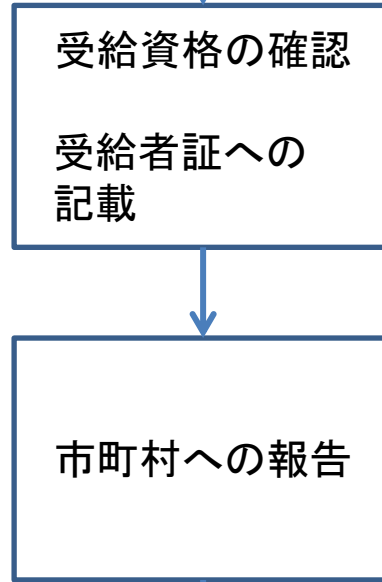 受給資格の確認
受給者証への
記載
市町村への報告